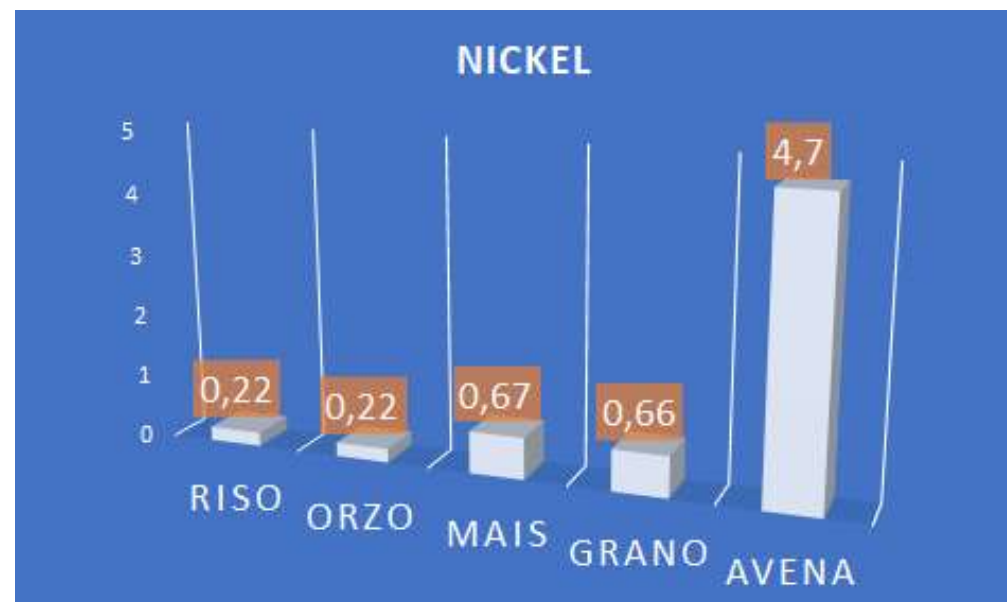 NICKEL
5
4
3
2
1
0
0,22
0,22
0,67
0,66
4,7
RISO
ORZO
MAIS
GRANO
AVENA